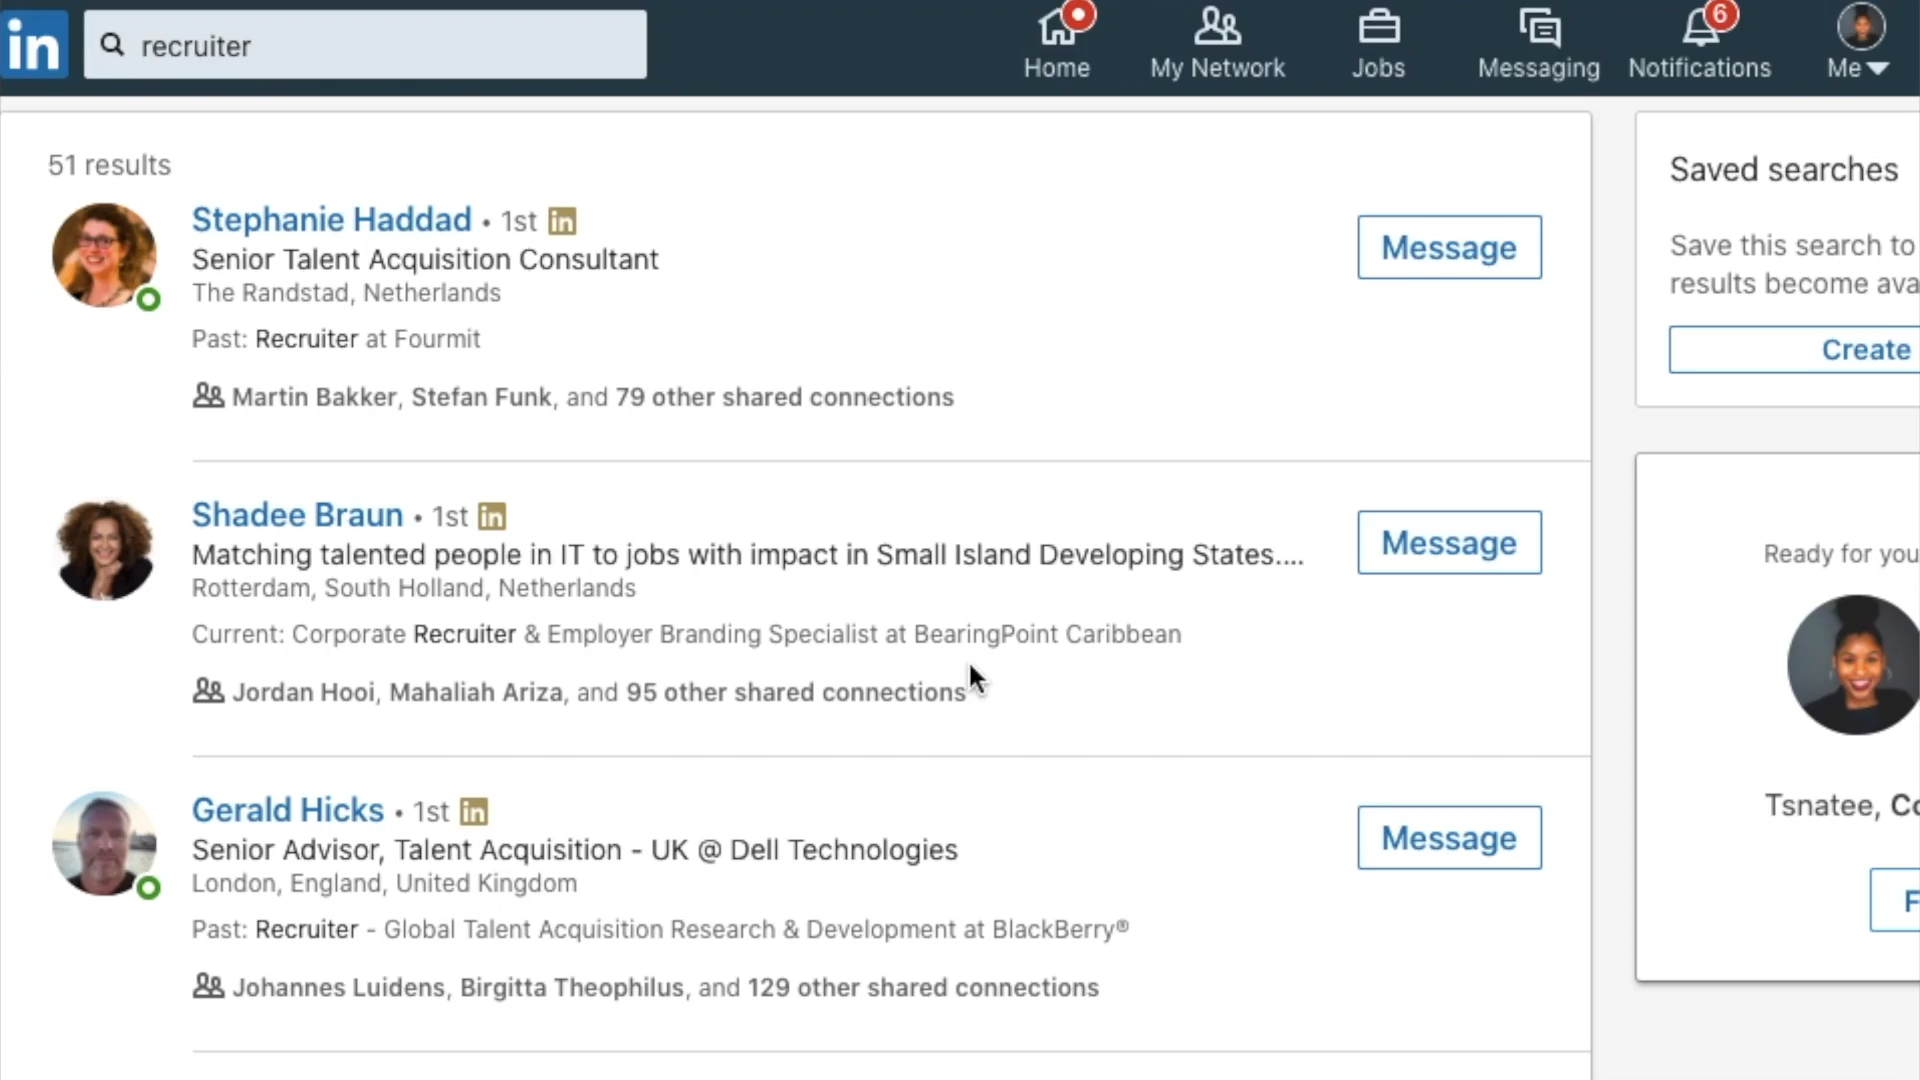 in
recruiter
Home
My Network
Jobs
Messaging
6
Notifications
Me
51 results
Stephanie Haddad • 1st in
Senior Talent Acquisition Consultant
The Randstad, Netherlands
Past: Recruiter at Fourmit
Martin Bakker, Stefan Funk, and 79 other shared connections
Message
Shadee Braun • 1st in
Matching talented people in IT to jobs with impact in Small Island Developing States....
Rotterdam, South Holland, Netherlands
Current: Corporate Recruiter & Employer Branding Specialist at BearingPoint Caribbean
Jordan Hooi, Mahaliah Ariza, and 95 other shared connections
Message
Gerald Hicks • 1st in
Senior Advisor, Talent Acquisition - UK @ Dell Technologies
London, England, United Kingdom
Past: Recruiter - Global Talent Acquisition Research & Development at BlackBerry®
Johannes Luidens, Birgitta Theophilus, and 129 other shared connections
Message
Saved searches
Save this search to
results become ava
Create
Ready for you
Tsnatee, Co
F